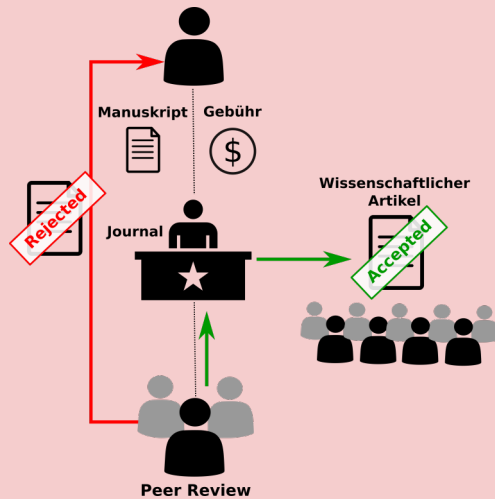 Manuskript Gebühr
$
Wissenschaftlicher
Artikel
Rejected
Journal
Accepted
Peer Review